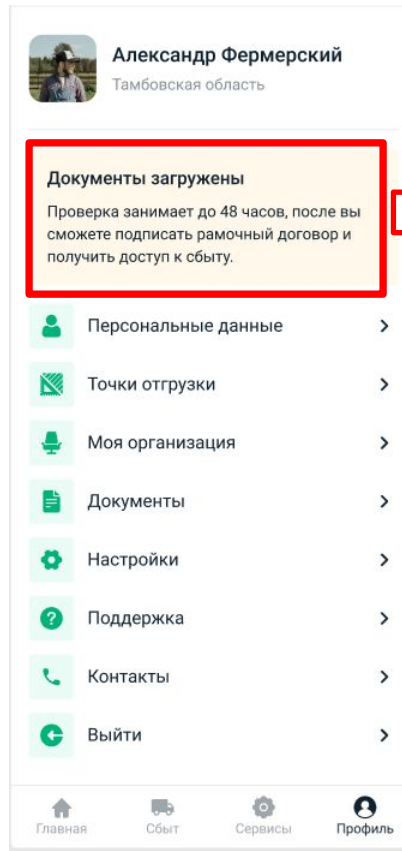 Александр Фермерский
Тамбовская область
Документы загружены
Проверка занимает до 48 часов, после вы
сможете подписать рамочный договор и
получить доступ к сбыту.
Персональные данные
Точки отгрузки
Моя организация
Документы
Настройки
Поддержка
Контакты
Выйти
Главная
Сбыт
Сервисы
Профиль